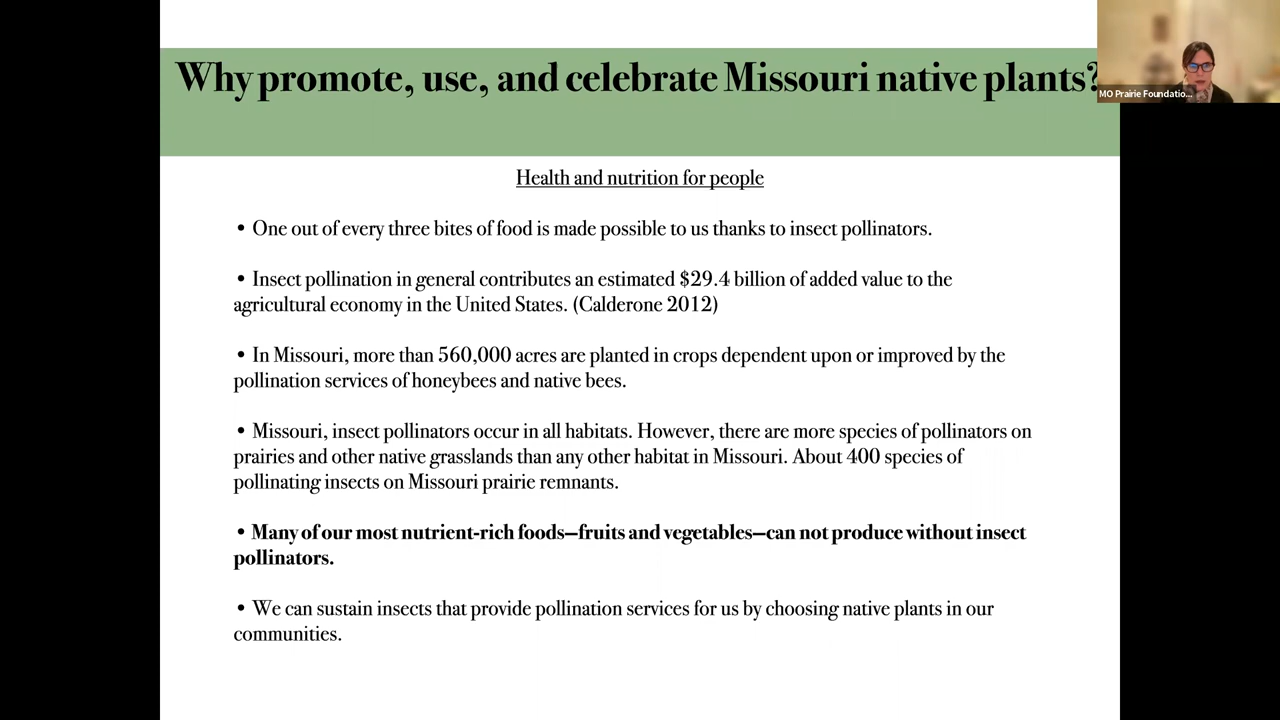 Why promote, use, and celebrate Missouri native plants?
MO Prairie Foundatio...
Health and nutrition for people
• One out of every three bites of food is made possible to us thanks to insect pollinators.
• Insect pollination in general contributes an estimated $29.4 billion of added value to the
agricultural economy in the United States. (Calderone 2012)
• In Missouri, more than 560,000 acres are planted in crops dependent upon or improved by the
pollination services of honeybees and native bees.
• Missouri, insect pollinators occur in all habitats. However, there are more species of pollinators on
prairies and other native grasslands than any other habitat in Missouri. About 400 species of
pollinating insects on Missouri prairie remnants.
• Many of our most nutrient-rich foods—fruits and vegetables—can not produce without insect
pollinators.
• We can sustain insects that provide pollination services for us by choosing native plants in our
communities.